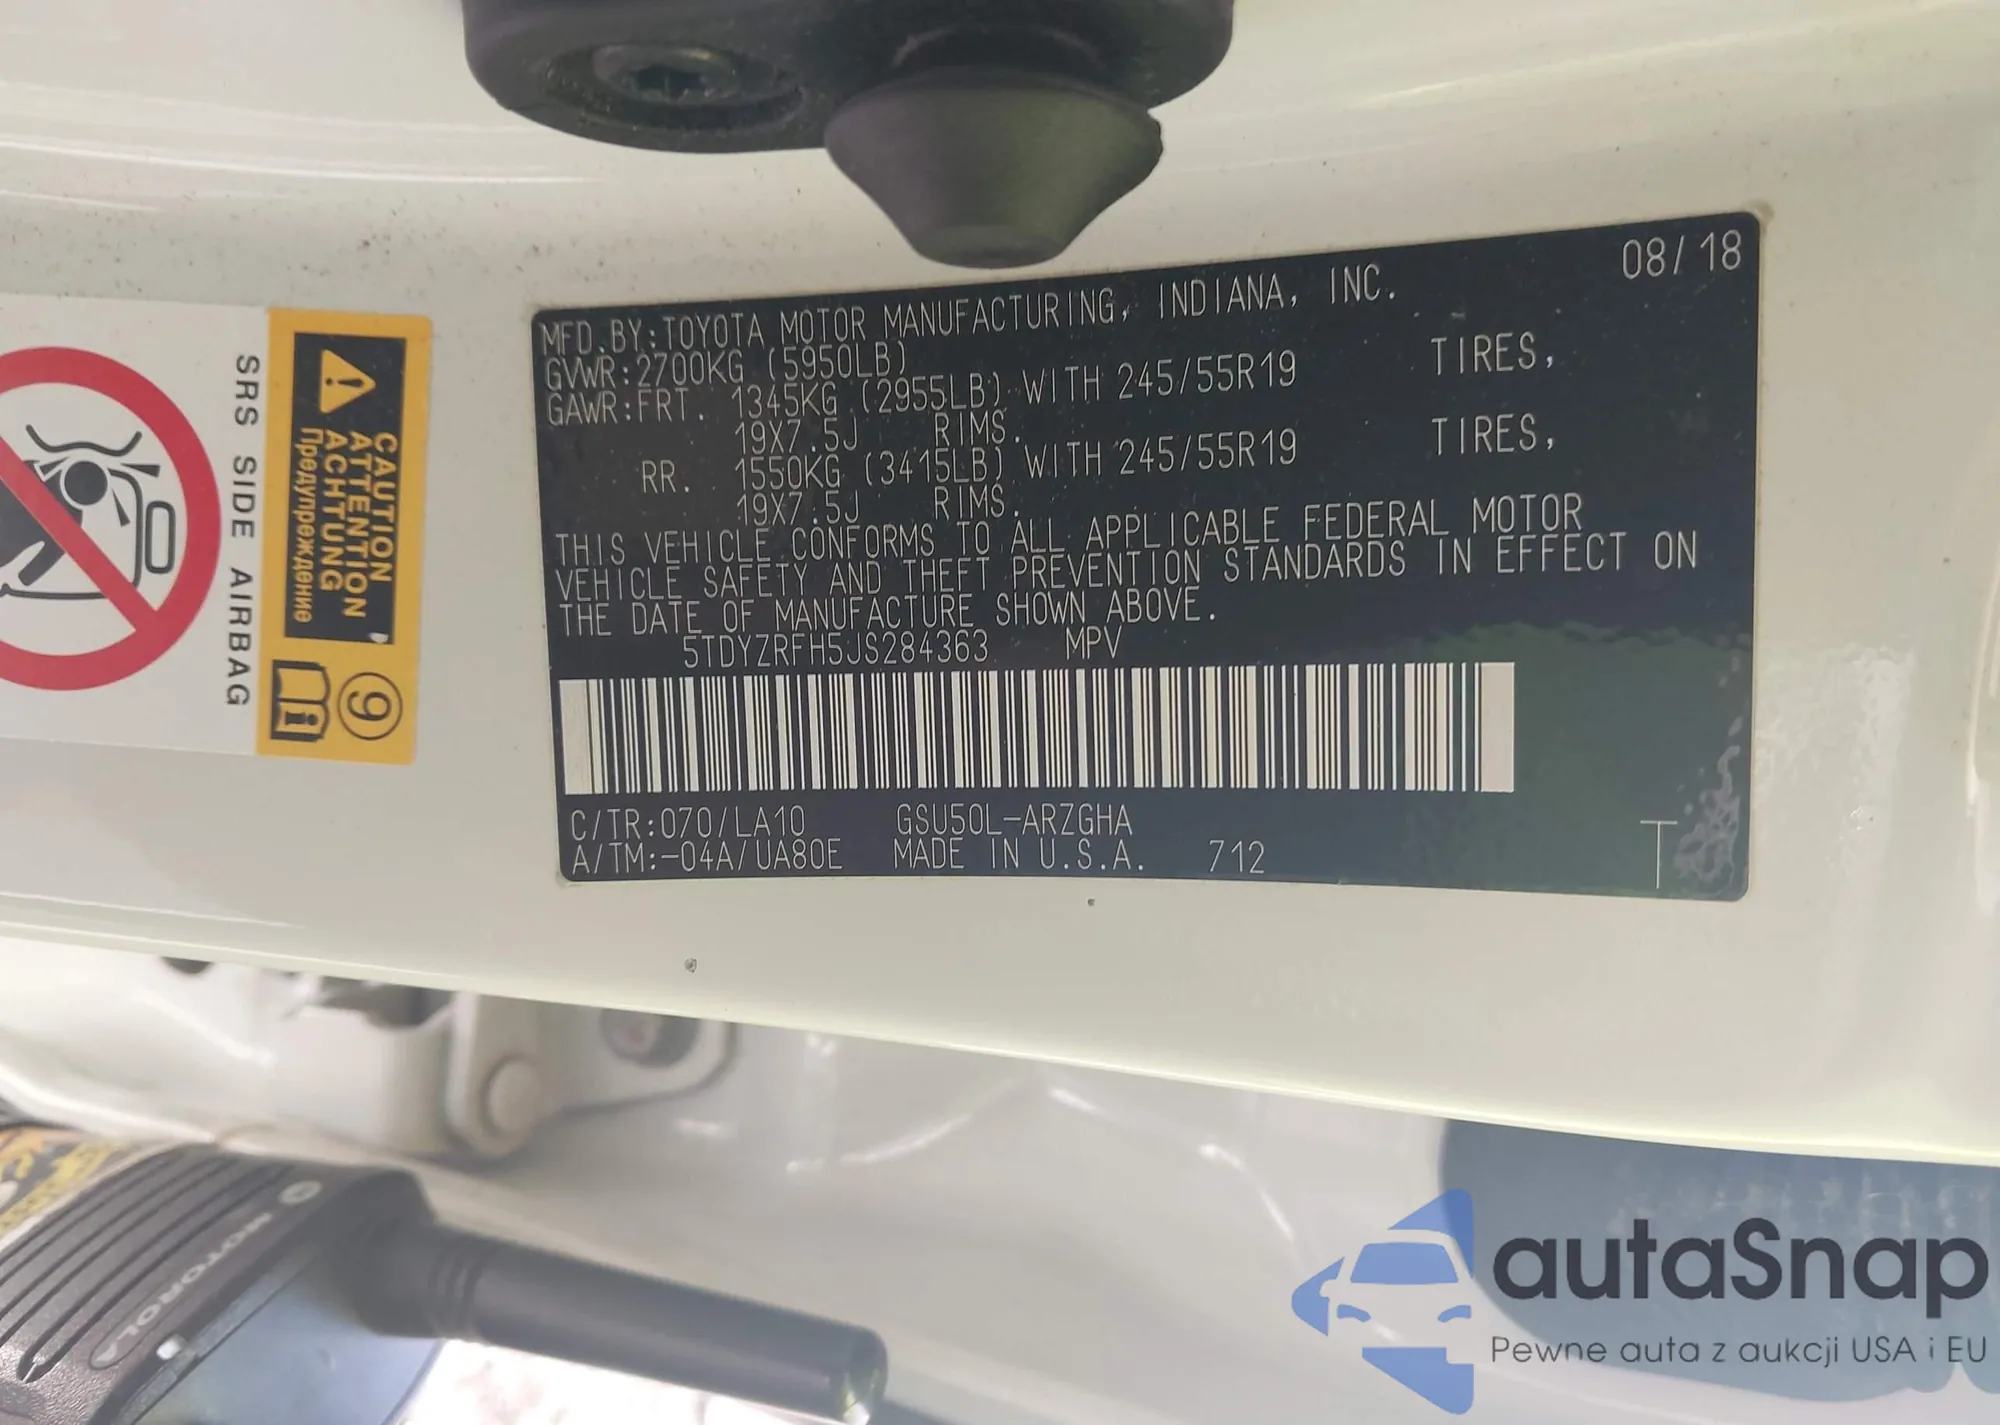 08/18
MFD.BY:TOYOTA MOTOR MANUFACTURING, INDIANA, INC.
GVWR:2700KG (5950LB)
GAWR:FRT. 1345KG (2955LB) WITH 245/55R19 TIRES,
19X7.5J RIMS.
RR. 1550KG (3415LB) WITH 245/55R19 TIRES,
19X7.5J RIMS.
THIS VEHICLE CONFORMS TO ALL APPLICABLE FEDERAL MOTOR
VEHICLE SAFETY AND THEFT PREVENTION STANDARDS IN EFFECT ON
THE DATE OF MANUFACTURE SHOWN ABOVE.
5TDYZRFH5JS284363 MPV
C/TR:070/LA10 GSU50L-ARZGHA
A/TM:-04A/UA80E MADE IN U.S.A. 712
T
CAUTION
ATTENTION
ACHTUNG
Предупреждение
9
SRS SIDE AIRBAG
MOTOROLA
autaSnap
Pewne auta z aukcji USA i EU